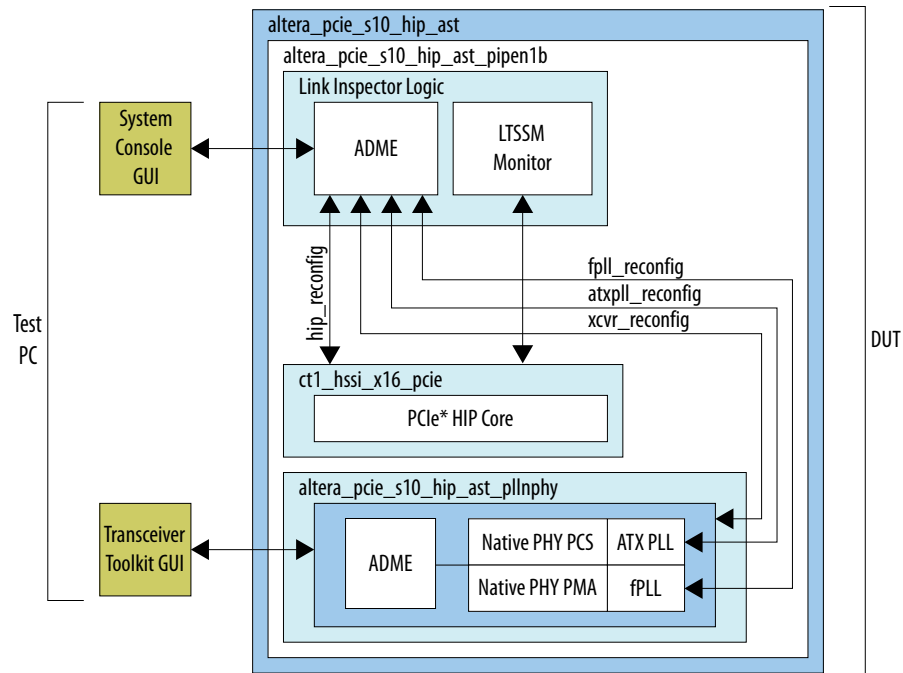 altera_pcie_s10_hip_ast
altera_pcie_s10_hip_ast_pipen1b
Link Inspector Logic
System
Console
GUI
ADME
LTSSM
Monitor
hip_reconfig
fpll_reconfig
atxpll_reconfig
xcvr_reconfig
Test
PC
DUT
ct1_hssi_x16_pcie
PCIe* HIP Core
altera_pcie_s10_hip_ast_pllnphy
Transceiver
Toolkit GUI
ADME
Native PHY PCS
ATX PLL
Native PHY PMA
fPLL